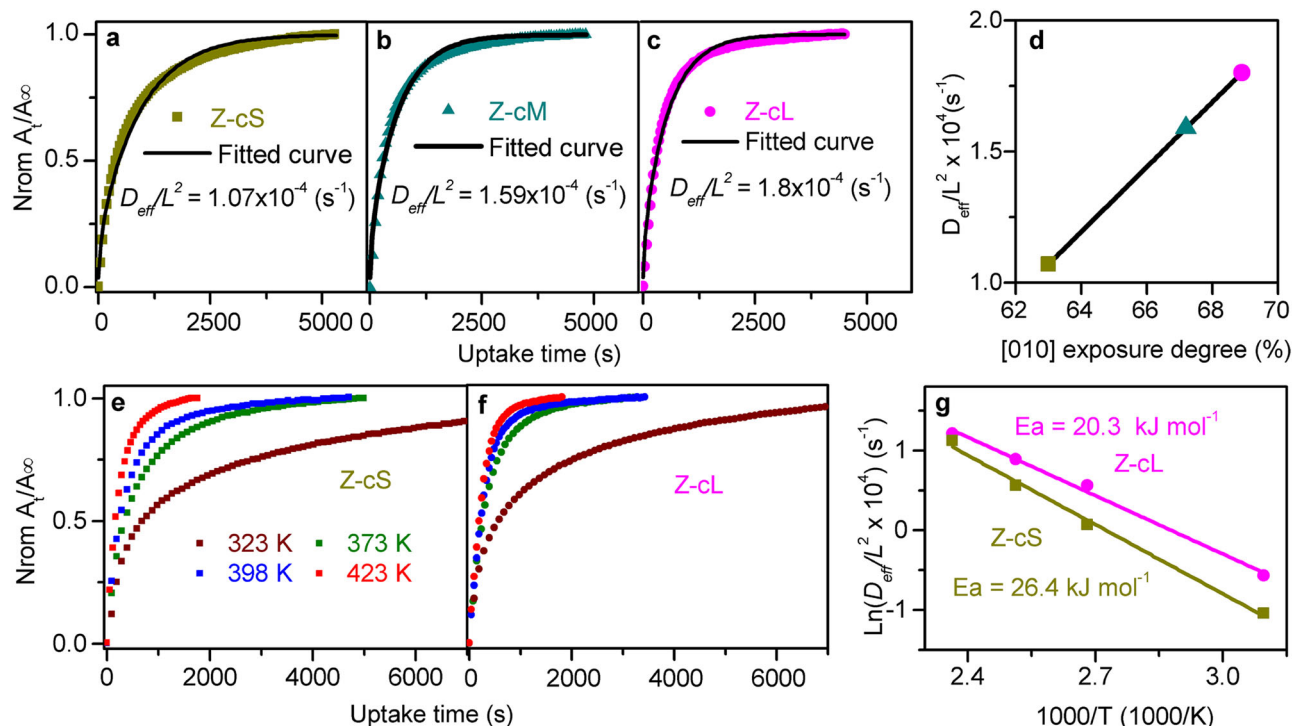 a
Z-cS
Fitted curve
D_eff/L² = 1.07x10⁻⁴ (s⁻¹)
b
Z-cM
Fitted curve
D_eff/L² = 1.59x10⁻⁴ (s⁻¹)
c
Z-cL
Fitted curve
D_eff/L² = 1.8x10⁻⁴ (s⁻¹)
Nrom A_t/A∞
1.0
0.5
0.0
0 2500 5000
0 2500 5000
0 2500 5000
Uptake time (s)
d
D_eff/L² x 10⁴(s⁻¹)
2.0
1.5
1.0
62 64 66 68 70
[010] exposure degree (%)
e
Z-cS
323 K
373 K
398 K
423 K
f
Z-cL
Nrom A_t/A∞
1.0
0.5
0.0
0 2000 4000 6000
0 2000 4000 6000
Uptake time (s)
g
Ea = 20.3 kJ mol⁻¹
Z-cL
Z-cS
Ea = 26.4 kJ mol⁻¹
Ln(D_eff/L² x 10⁴) (s⁻¹)
1
0
-1
2.4 2.7 3.0
1000/T (1000/K)